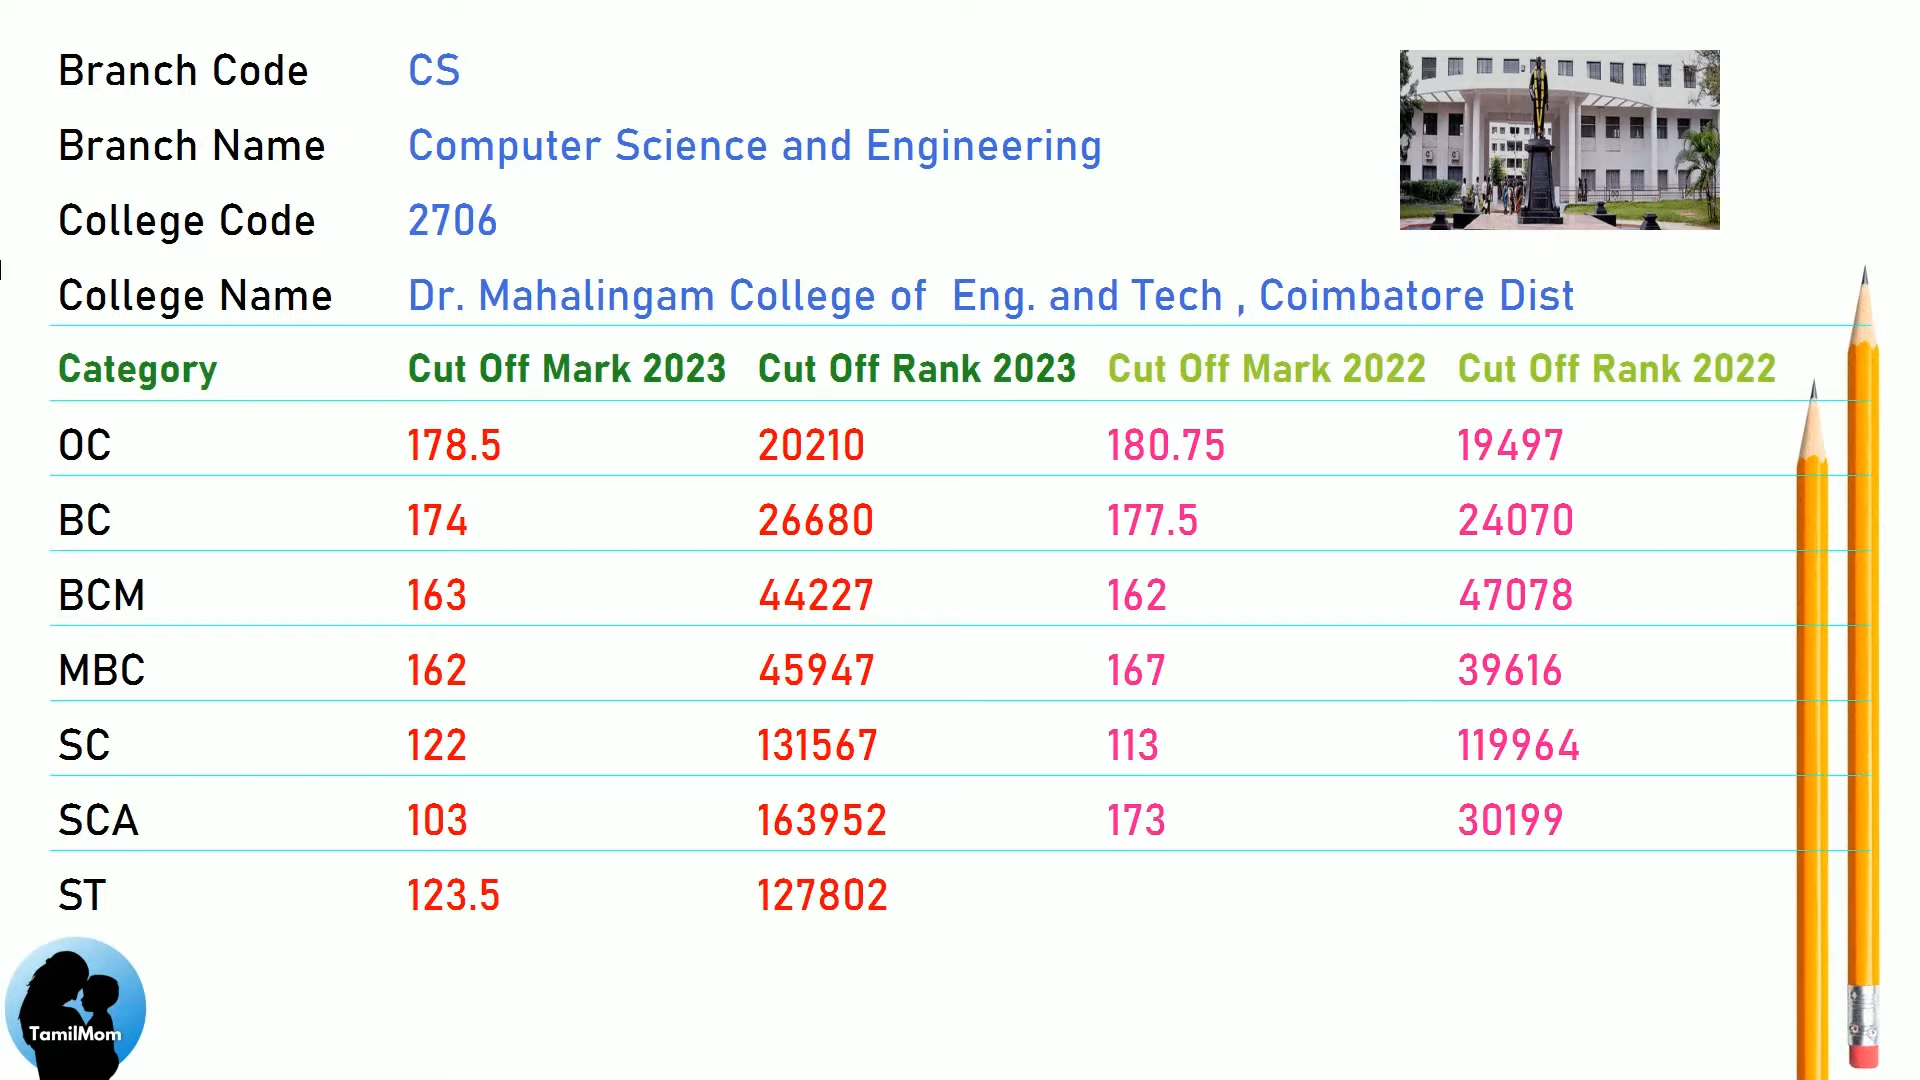 Branch Code CS
Branch Name Computer Science and Engineering
College Code 2706
College Name Dr. Mahalingam College of Eng. and Tech , Coimbatore Dist
Category Cut Off Mark 2023 Cut Off Rank 2023 Cut Off Mark 2022 Cut Off Rank 2022
OC 178.5 20210 180.75 19497
BC 174 26680 177.5 24070
BCM 163 44227 162 47078
MBC 162 45947 167 39616
SC 122 131567 113 119964
SCA 103 163952 173 30199
ST 123.5 127802
TamilMom